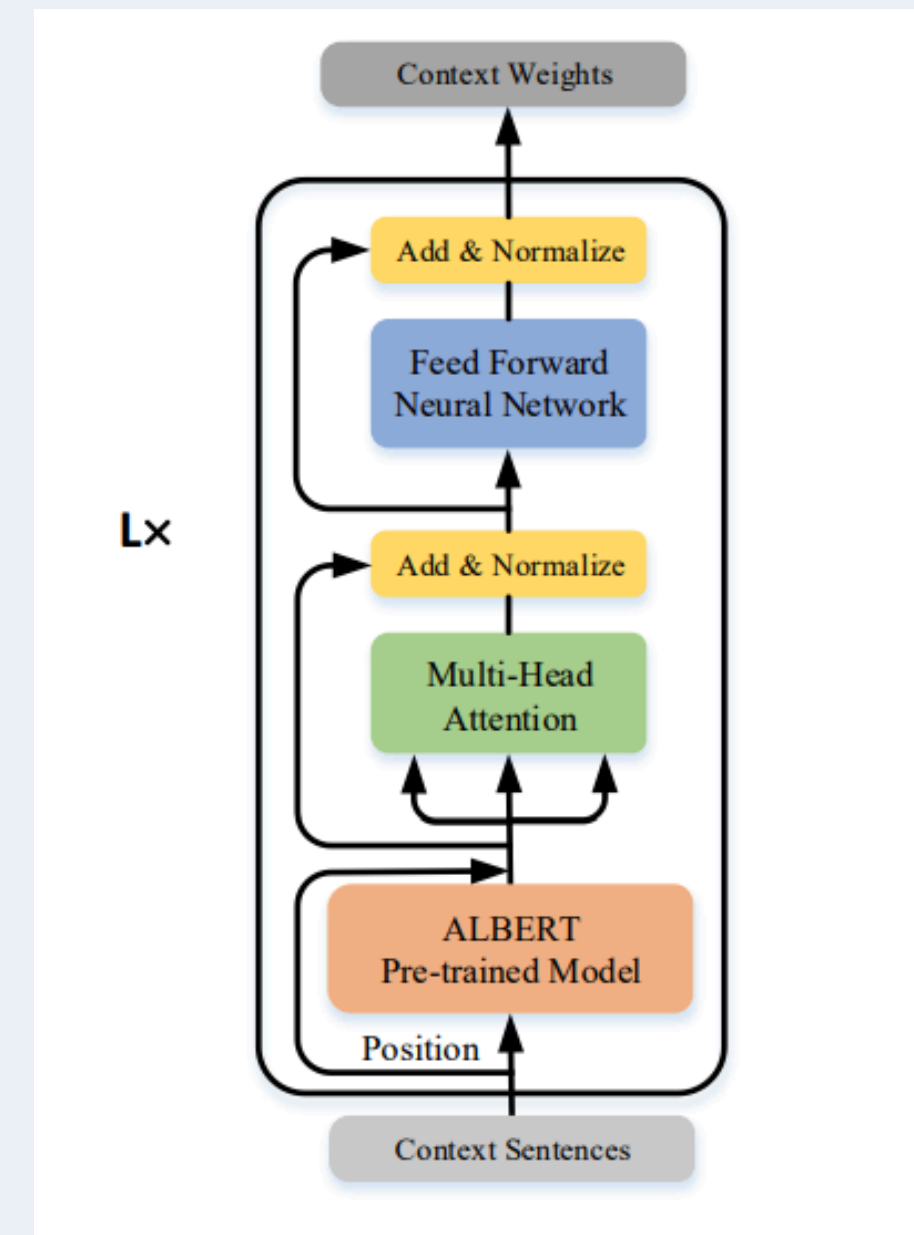 Context Weights
Add & Normalize
Feed Forward
Neural Network
L×
Add & Normalize
Multi-Head
Attention
ALBERT
Pre-trained Model
Position
Context Sentences